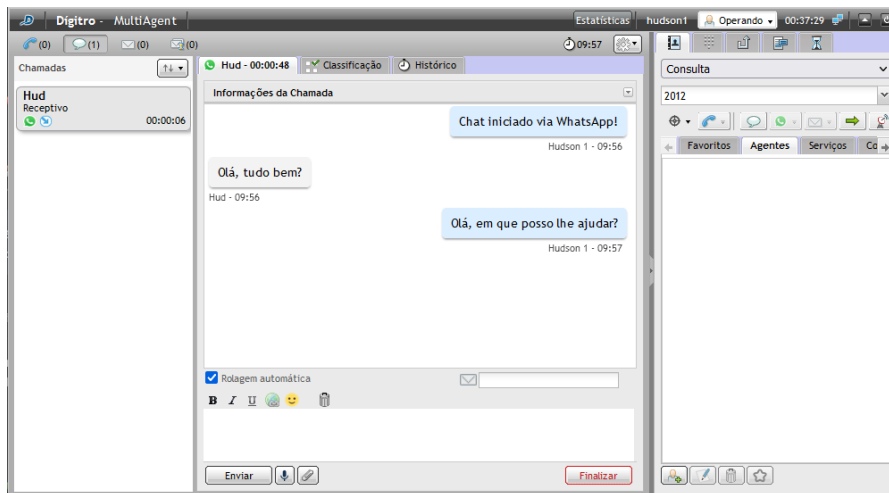 Dígitro - MultiAgent
Estatísticas hudson1 Operando 00:37:29
(0) (1) (0) (0)
09:57
Chamadas
Hud
Receptivo
00:00:06
Hud - 00:00:48 Classificação Histórico
Informações da Chamada
Chat iniciado via WhatsApp!
Hudson 1 - 09:56
Olá, tudo bem?
Hud - 09:56
Olá, em que posso lhe ajudar?
Hudson 1 - 09:57
Rolagem automática
B I U
Enviar
Finalizar
Consulta
2012
Favoritos Agentes Serviços Co